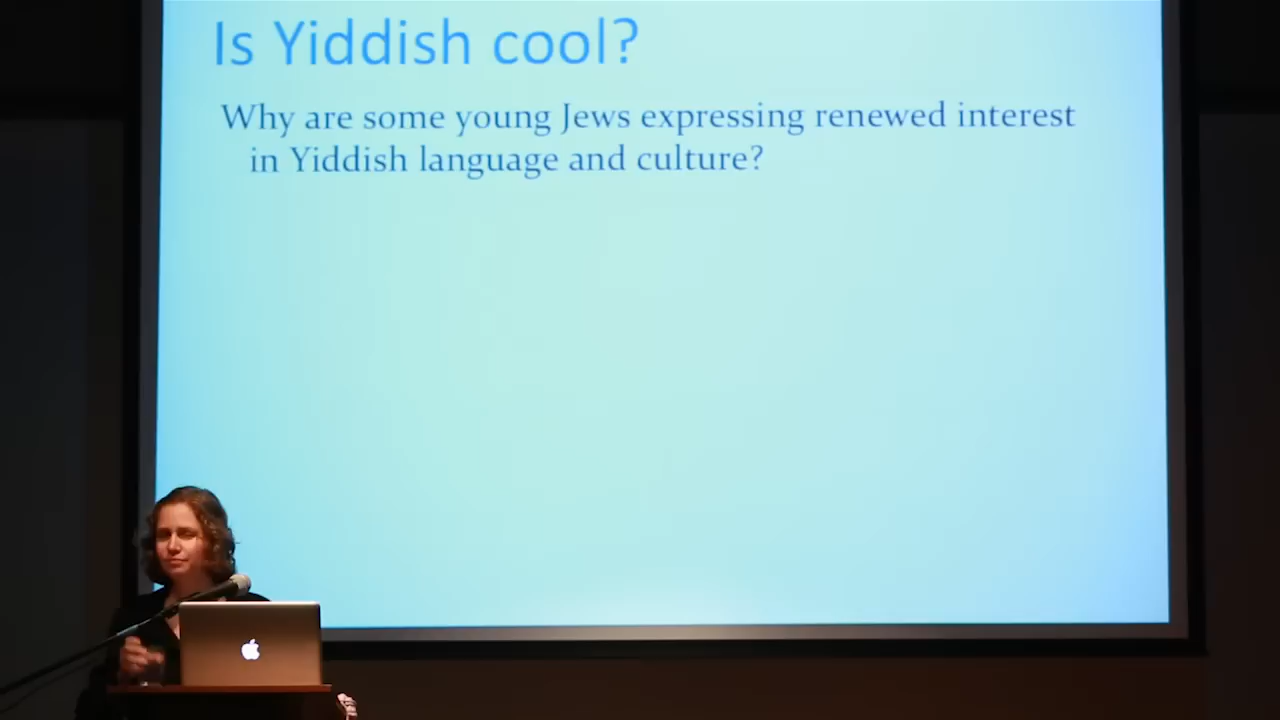 Is Yiddish cool?
Why are some young Jews expressing renewed interest
in Yiddish language and culture?